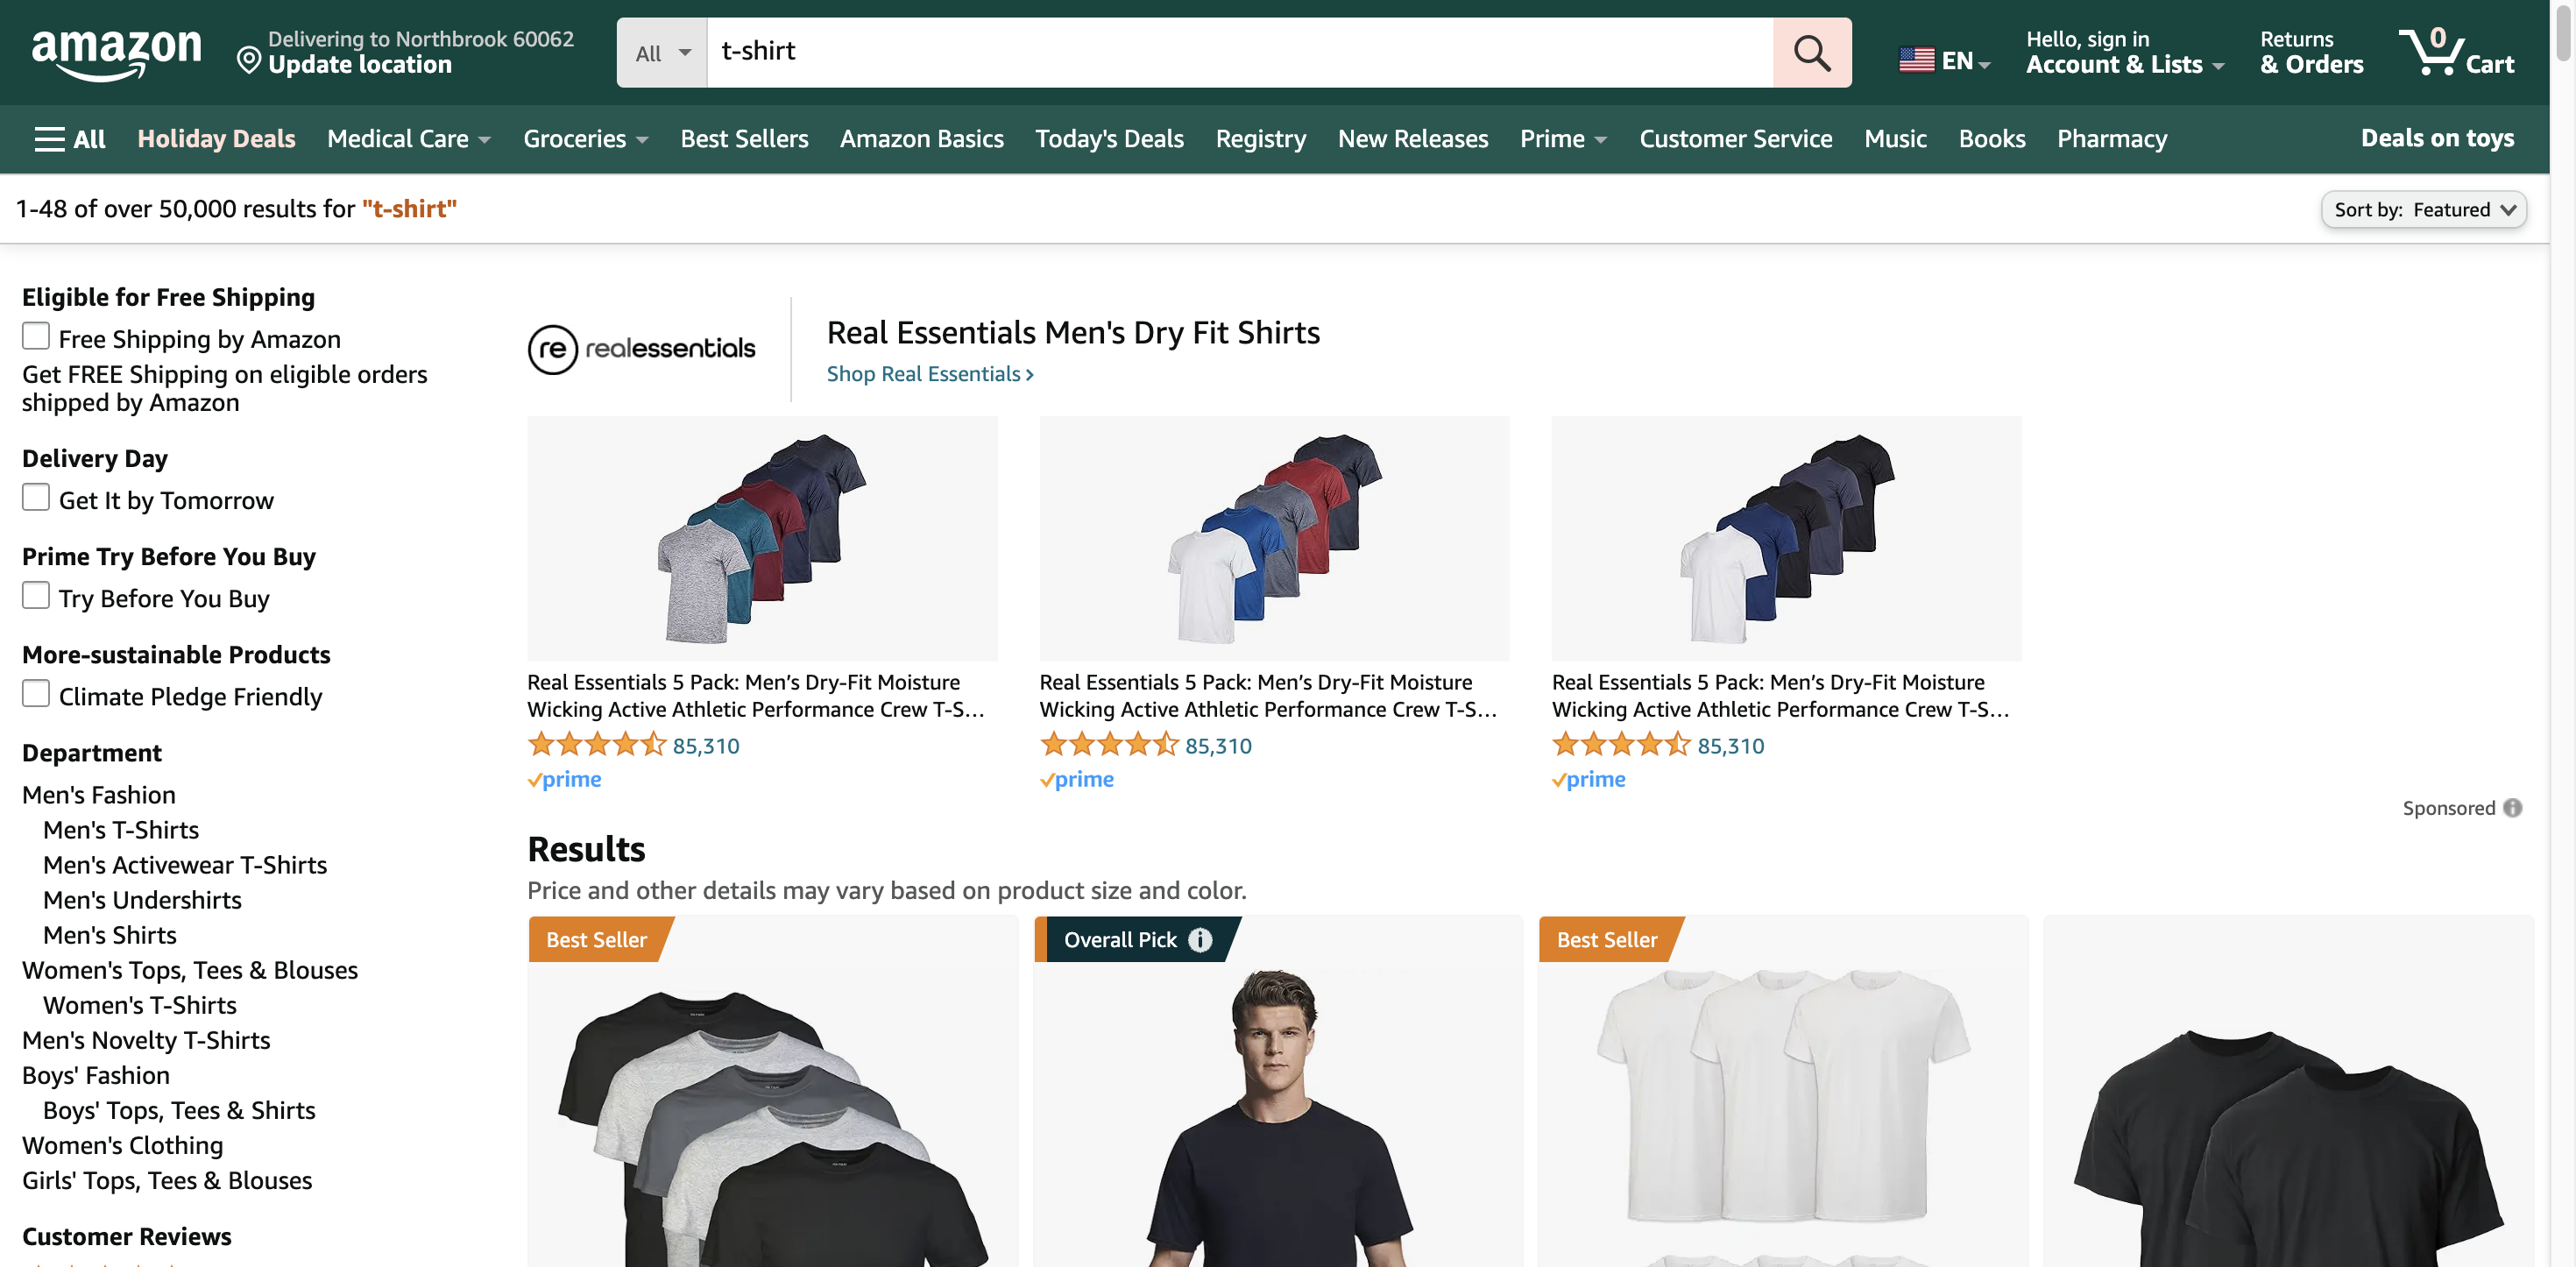 amazon
Delivering to Northbrook 60062
Update location
All
t-shirt
EN
Hello, sign in
Account & Lists
Returns
& Orders
0
Cart
All
Holiday Deals
Medical Care
Groceries
Best Sellers
Amazon Basics
Today's Deals
Registry
New Releases
Prime
Customer Service
Music
Books
Pharmacy
Deals on toys
1-48 of over 50,000 results for "t-shirt"
Sort by: Featured
Eligible for Free Shipping
Free Shipping by Amazon
Get FREE Shipping on eligible orders
shipped by Amazon
Delivery Day
Get It by Tomorrow
Prime Try Before You Buy
Try Before You Buy
More-sustainable Products
Climate Pledge Friendly
Department
Men's Fashion
Men's T-Shirts
Men's Activewear T-Shirts
Men's Undershirts
Men's Shirts
Women's Tops, Tees & Blouses
Women's T-Shirts
Men's Novelty T-Shirts
Boys' Fashion
Boys' Tops, Tees & Shirts
Women's Clothing
Girls' Tops, Tees & Blouses
Customer Reviews
re realessentials
Real Essentials Men's Dry Fit Shirts
Shop Real Essentials ›
Real Essentials 5 Pack: Men’s Dry-Fit Moisture
Wicking Active Athletic Performance Crew T-S…
85,310
prime
Real Essentials 5 Pack: Men’s Dry-Fit Moisture
Wicking Active Athletic Performance Crew T-S…
85,310
prime
Real Essentials 5 Pack: Men’s Dry-Fit Moisture
Wicking Active Athletic Performance Crew T-S…
85,310
prime
Sponsored
Results
Price and other details may vary based on product size and color.
Best Seller
Overall Pick
Best Seller